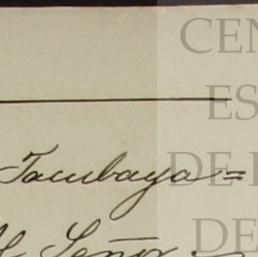 CEN
ES
Tacubaya =
DE
Señor
DE